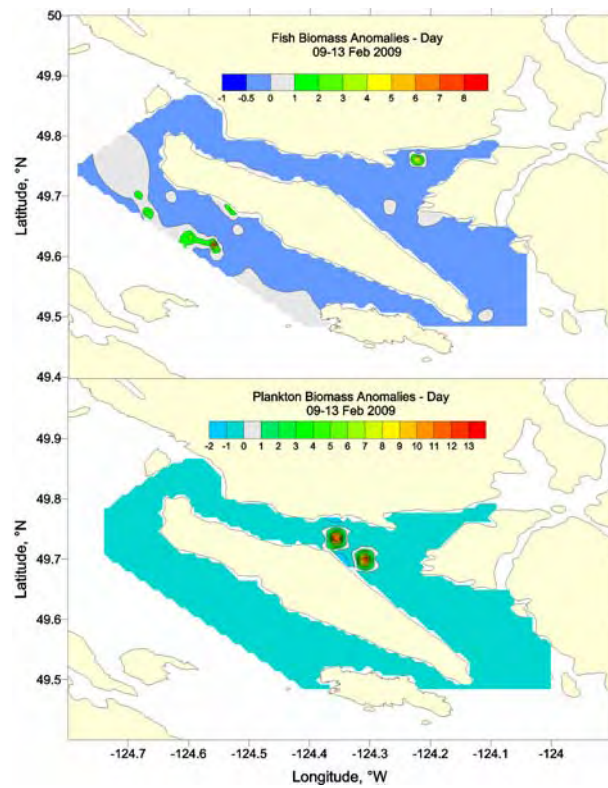 50
Fish Biomass Anomalies - Day
09-13 Feb 2009
-1 -0.5 0 1 2 3 4 5 6 7 8
49.9
49.8
49.7
49.6
49.5
49.4
Latitude, °N
Plankton Biomass Anomalies - Day
09-13 Feb 2009
-2 -1 0 1 2 3 4 5 6 7 8 9 10 11 12 13
49.9
49.8
49.7
49.6
49.5
Latitude, °N
-124.7 -124.6 -124.5 -124.4 -124.3 -124.2 -124.1 -124
Longitude, °W